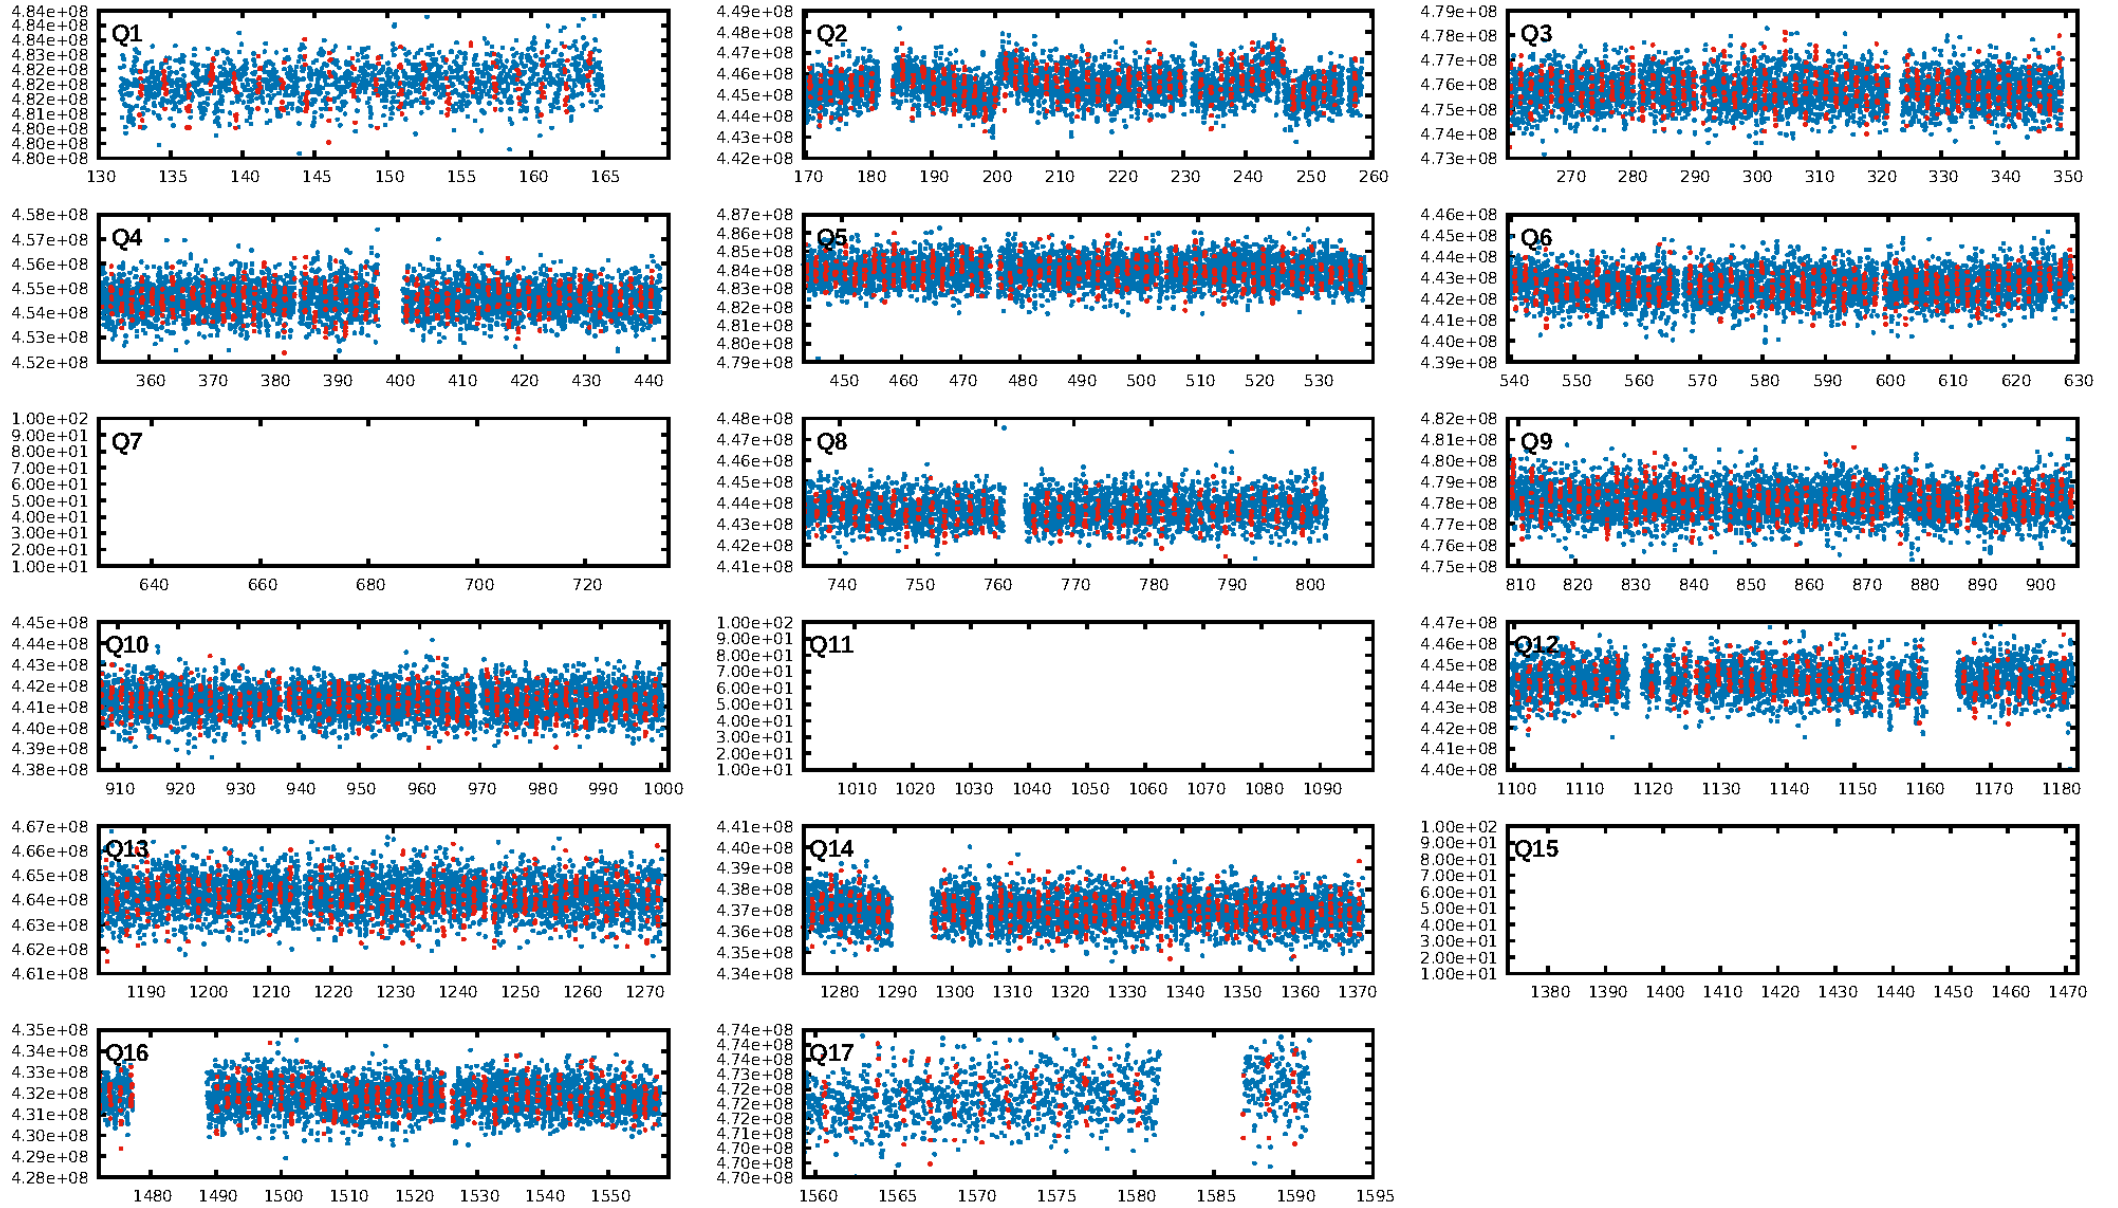 4.84e+08
4.84e+08
4.84e+08
4.83e+08
4.82e+08
4.82e+08
4.82e+08
4.81e+08
4.80e+08
4.80e+08
4.80e+08
Q1
130 135 140 145 150 155 160 165
4.49e+08
4.48e+08
4.47e+08
4.46e+08
4.45e+08
4.44e+08
4.43e+08
4.42e+08
Q2
170 180 190 200 210 220 230 240 250 260
4.79e+08
4.78e+08
4.77e+08
4.76e+08
4.75e+08
4.74e+08
4.73e+08
Q3
270 280 290 300 310 320 330 340 350
4.58e+08
4.57e+08
4.56e+08
4.55e+08
4.54e+08
4.53e+08
4.52e+08
Q4
360 370 380 390 400 410 420 430 440
4.87e+08
4.86e+08
4.85e+08
4.84e+08
4.83e+08
4.82e+08
4.81e+08
4.80e+08
4.79e+08
Q5
450 460 470 480 490 500 510 520 530
4.46e+08
4.45e+08
4.44e+08
4.43e+08
4.42e+08
4.41e+08
4.40e+08
4.39e+08
Q6
540 550 560 570 580 590 600 610 620 630
1.00e+02
9.00e+01
8.00e+01
7.00e+01
6.00e+01
5.00e+01
4.00e+01
3.00e+01
2.00e+01
1.00e+01
Q7
640 660 680 700 720
4.48e+08
4.47e+08
4.46e+08
4.45e+08
4.44e+08
4.43e+08
4.42e+08
4.41e+08
Q8
740 750 760 770 780 790 800
4.82e+08
4.81e+08
4.80e+08
4.79e+08
4.78e+08
4.77e+08
4.76e+08
4.75e+08
Q9
810 820 830 840 850 860 870 880 890 900
4.45e+08
4.44e+08
4.43e+08
4.42e+08
4.41e+08
4.40e+08
4.39e+08
4.38e+08
Q10
910 920 930 940 950 960 970 980 990 1000
1.00e+02
9.00e+01
8.00e+01
7.00e+01
6.00e+01
5.00e+01
4.00e+01
3.00e+01
2.00e+01
1.00e+01
Q11
1010 1020 1030 1040 1050 1060 1070 1080 1090
4.47e+08
4.46e+08
4.45e+08
4.44e+08
4.43e+08
4.42e+08
4.41e+08
4.40e+08
Q12
1100 1110 1120 1130 1140 1150 1160 1170 1180
4.67e+08
4.66e+08
4.65e+08
4.64e+08
4.63e+08
4.62e+08
4.61e+08
Q13
1190 1200 1210 1220 1230 1240 1250 1260 1270
4.41e+08
4.40e+08
4.39e+08
4.38e+08
4.37e+08
4.36e+08
4.35e+08
4.34e+08
Q14
1280 1290 1300 1310 1320 1330 1340 1350 1360 1370
1.00e+02
9.00e+01
8.00e+01
7.00e+01
6.00e+01
5.00e+01
4.00e+01
3.00e+01
2.00e+01
1.00e+01
Q15
1380 1390 1400 1410 1420 1430 1440 1450 1460 1470
4.35e+08
4.34e+08
4.33e+08
4.32e+08
4.31e+08
4.30e+08
4.29e+08
4.28e+08
Q16
1480 1490 1500 1510 1520 1530 1540 1550
4.74e+08
4.74e+08
4.74e+08
4.73e+08
4.72e+08
4.72e+08
4.72e+08
4.71e+08
4.70e+08
4.70e+08
4.70e+08
Q17
1560 1565 1570 1575 1580 1585 1590 1595